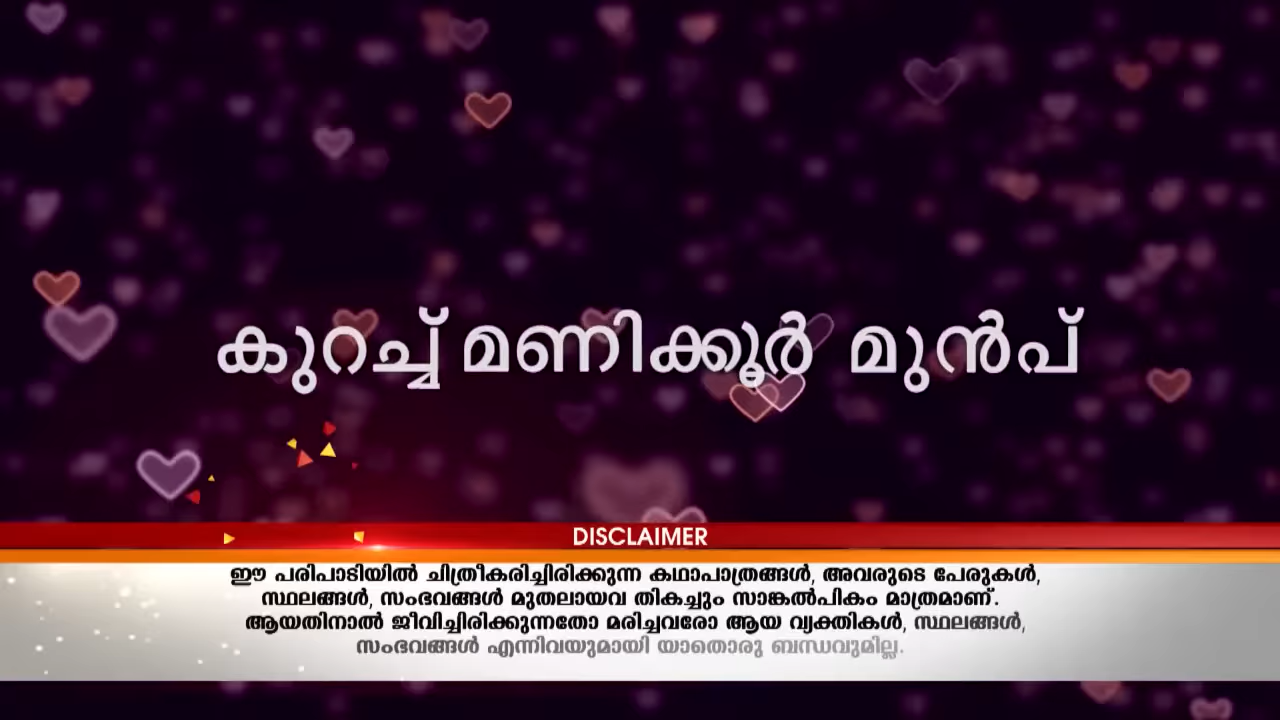 കുറച്ച് മണിക്കൂർ മുൻപ്
DISCLAIMER
ഈ പരിപാടിയിൽ ചിത്രീകരിച്ചിരിക്കുന്ന കഥാപാത്രങ്ങൾ, അവരുടെ പേരുകൾ,
സ്ഥലങ്ങൾ, സംഭവങ്ങൾ മുതലായവ തികച്ചും സാങ്കൽപികം മാത്രമാണ്.
ആയതിനാൽ ജീവിച്ചിരിക്കുന്നതോ മരിച്ചവരോ ആയ വ്യക്തികൾ, സ്ഥലങ്ങൾ,
സംഭവങ്ങൾ എന്നിവയുമായി യാതൊരു ബന്ധവുമില്ല.